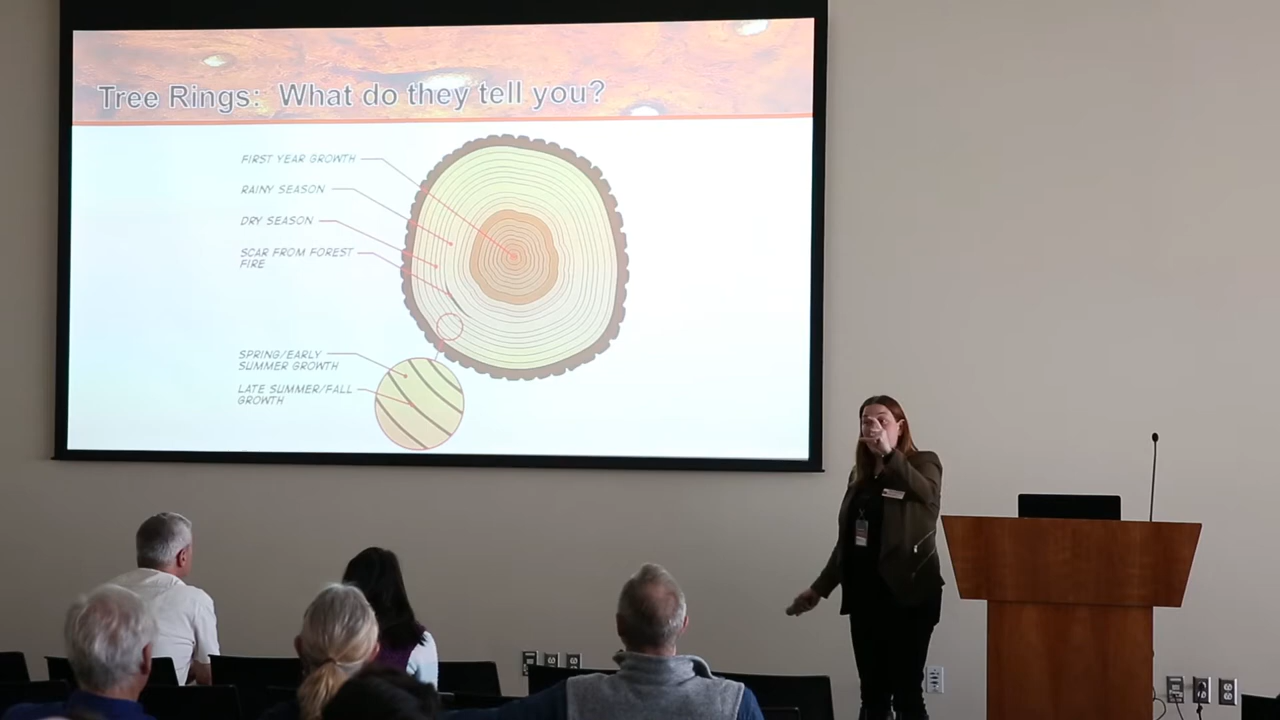 Tree Rings:  What do they tell you?
FIRST YEAR GROWTH
RAINY SEASON
DRY SEASON
SCAR FROM FOREST
FIRE
SPRING/EARLY
SUMMER GROWTH
LATE SUMMER/FALL
GROWTH